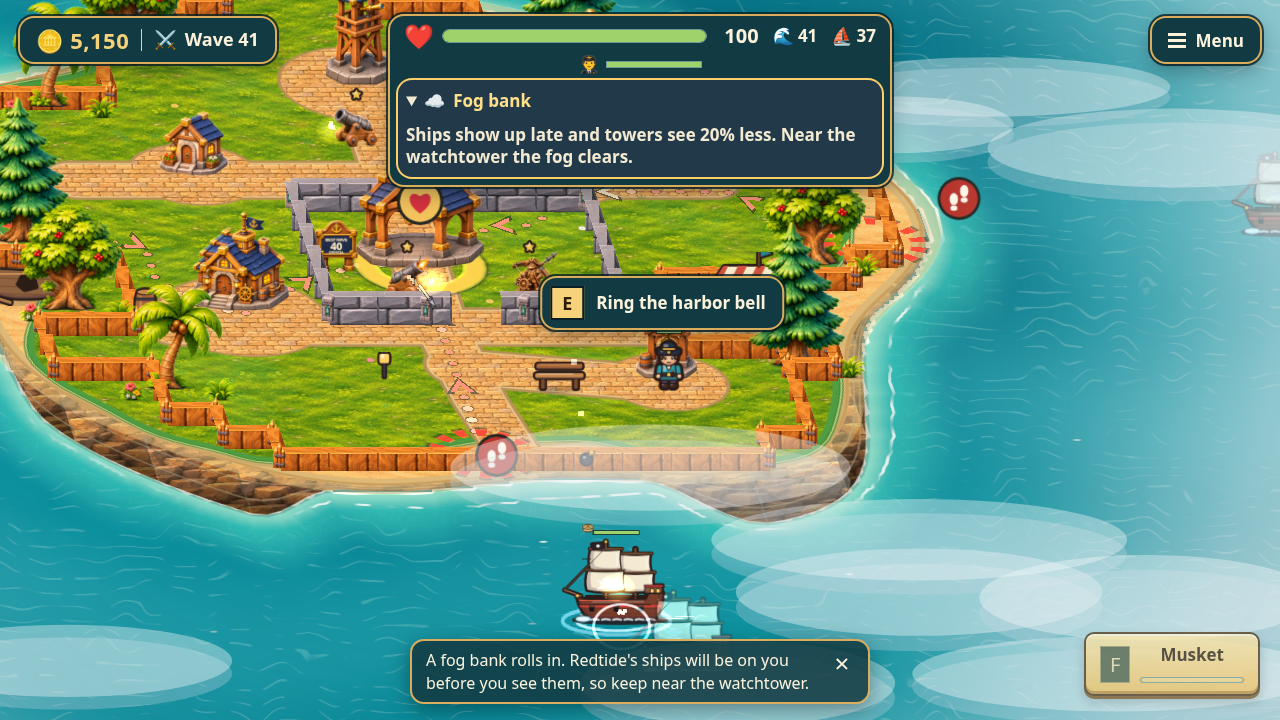 5,150
Wave 41
100
41
37
Menu
Fog bank
Ships show up late and towers see 20% less. Near the
watchtower the fog clears.
BEST WAVE
40
E
Ring the harbor bell
A fog bank rolls in. Redtide's ships will be on you
before you see them, so keep near the watchtower.
F
Musket